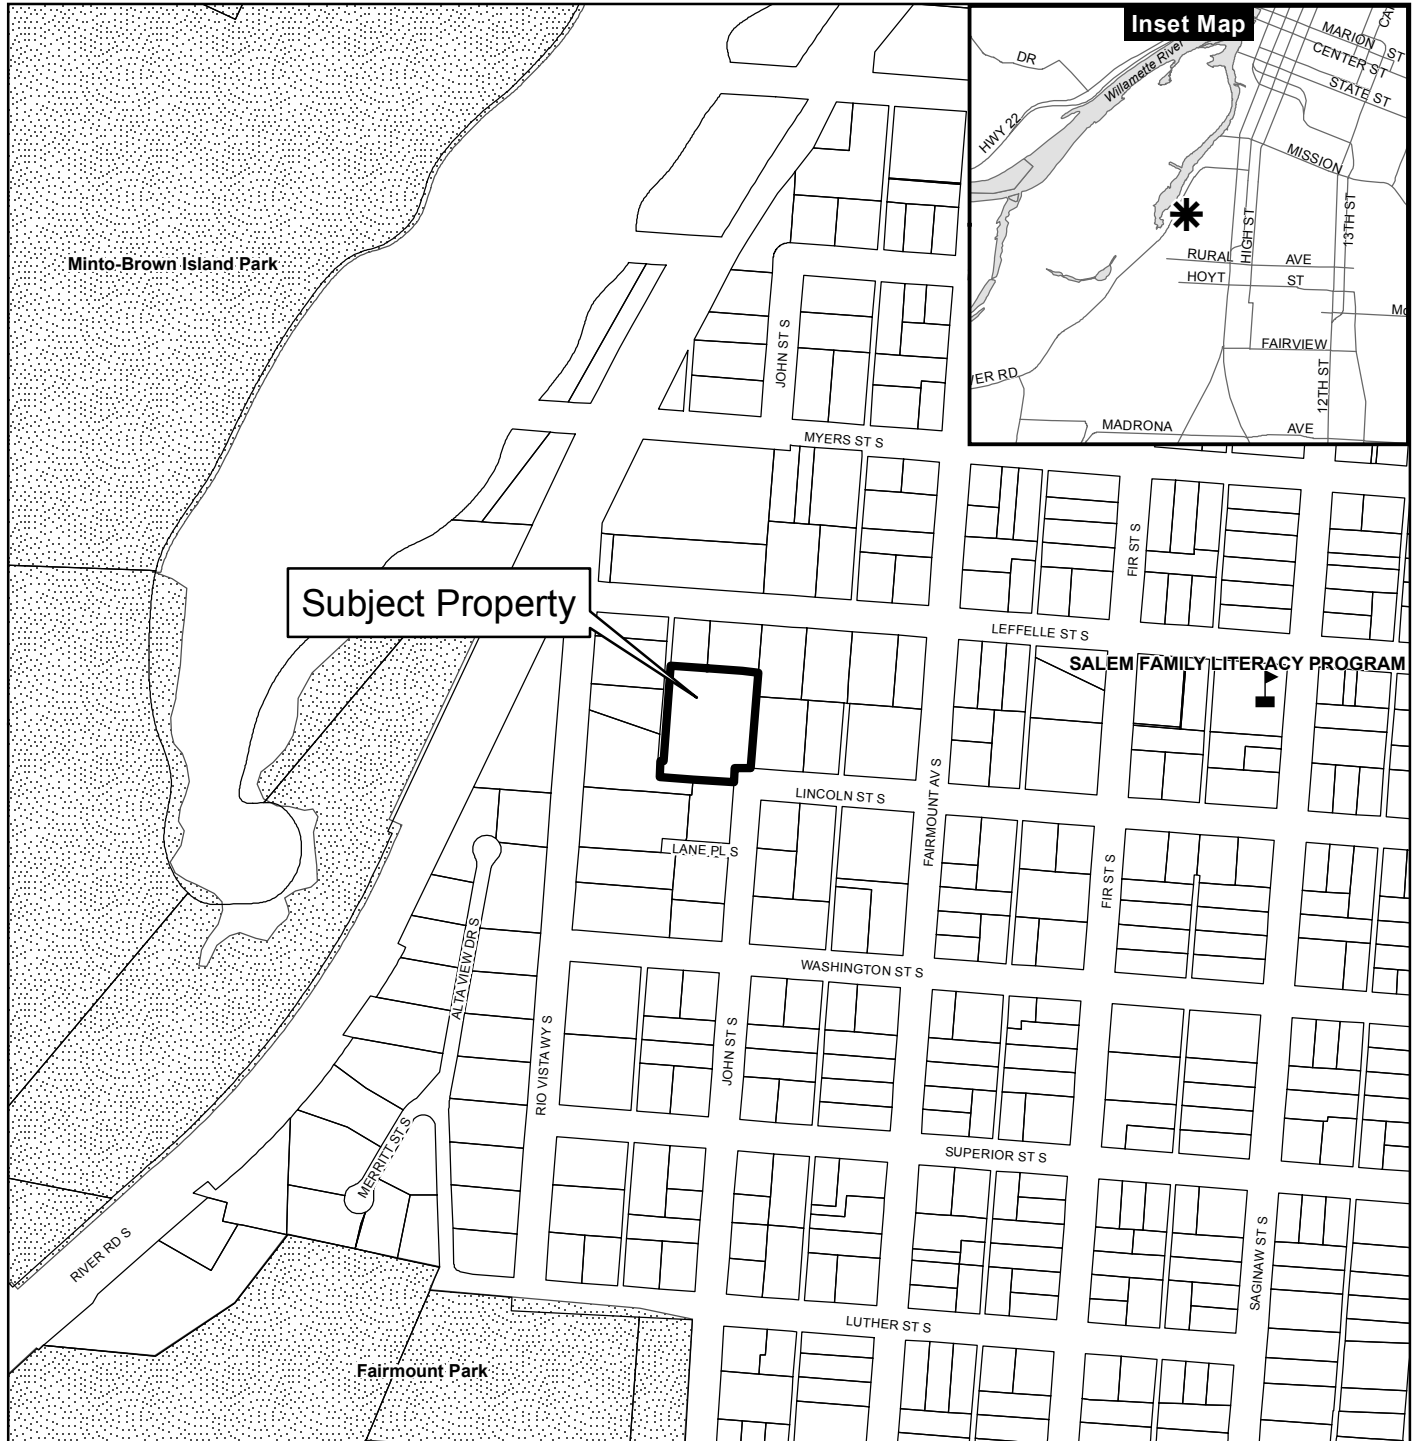 Inset Map
DR
Willamette River
MARION ST
CENTER ST
STATE ST
HWY 22
MISSION
HIGH ST
13TH ST
RURAL AVE
HOYT ST
FAIRVIEW
12TH ST
MADRONA AVE
Minto-Brown Island Park
JOHN ST S
MYERS ST S
FIR ST S
Subject Property
LEFFELLE ST S
SALEM FAMILY LITERACY PROGRAM
LINCOLN ST S
FAIRMOUNT AV S
LANE PL S
FIR ST S
ALTA VIEW DR S
WASHINGTON ST S
RIO VISTA WY S
JOHN ST S
MERRITT ST S
SUPERIOR ST S
RIVER RD S
SAGINAW ST S
LUTHER ST S
Fairmount Park